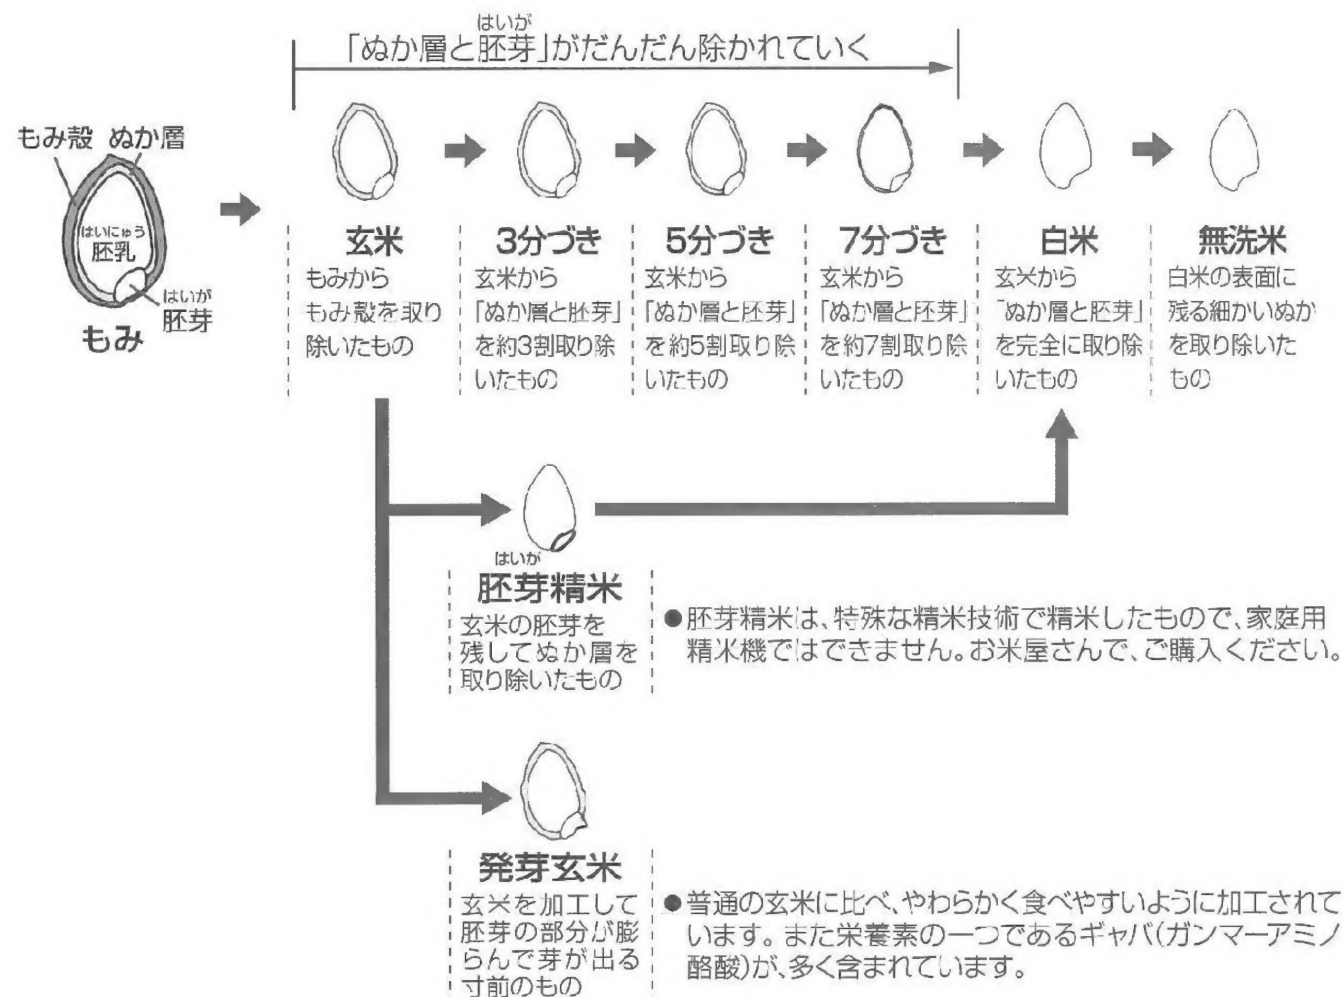 はいが
「ぬか層と胚芽」がだんだん除かれていく
もみ殻 ぬか層
はいにゅう
胚乳
はいが
胚芽
もみ
玄米
もみから
もみ殻を取り
除いたもの
3分づき
玄米から
「ぬか層と胚芽」
を約3割取り除
いたもの
5分づき
玄米から
「ぬか層と胚芽」
を約5割取り除
いたもの
7分づき
玄米から
「ぬか層と胚芽」
を約7割取り除
いたもの
白米
玄米から
「ぬか層と胚芽」
を完全に取り除
いたもの
無洗米
白米の表面に
残る細かいぬか
を取り除いた
もの
はいが
胚芽精米
玄米の胚芽を
残してぬか層を
取り除いたもの
●胚芽精米は、特殊な精米技術で精米したもので、家庭用
精米機ではできません。お米屋さんで、ご購入ください。
発芽玄米
玄米を加工して
胚芽の部分が膨
らんで芽が出る
寸前のもの
●普通の玄米に比べ、やわらかく食べやすいように加工されて
います。また栄養素の一つであるギャバ(ガンマーアミノ
酪酸)が、多く含まれています。